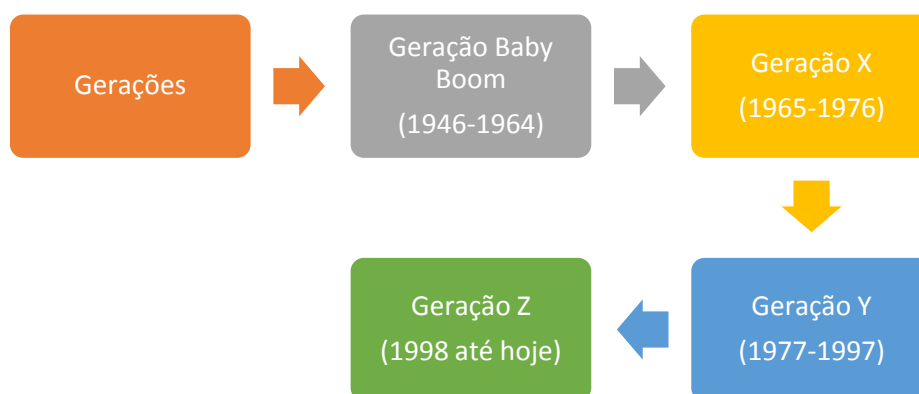 Gerações
Geração Baby
Boom
(1946-1964)
Geração X
(1965-1976)
Geração Y
(1977-1997)
Geração Z
(1998 até hoje)